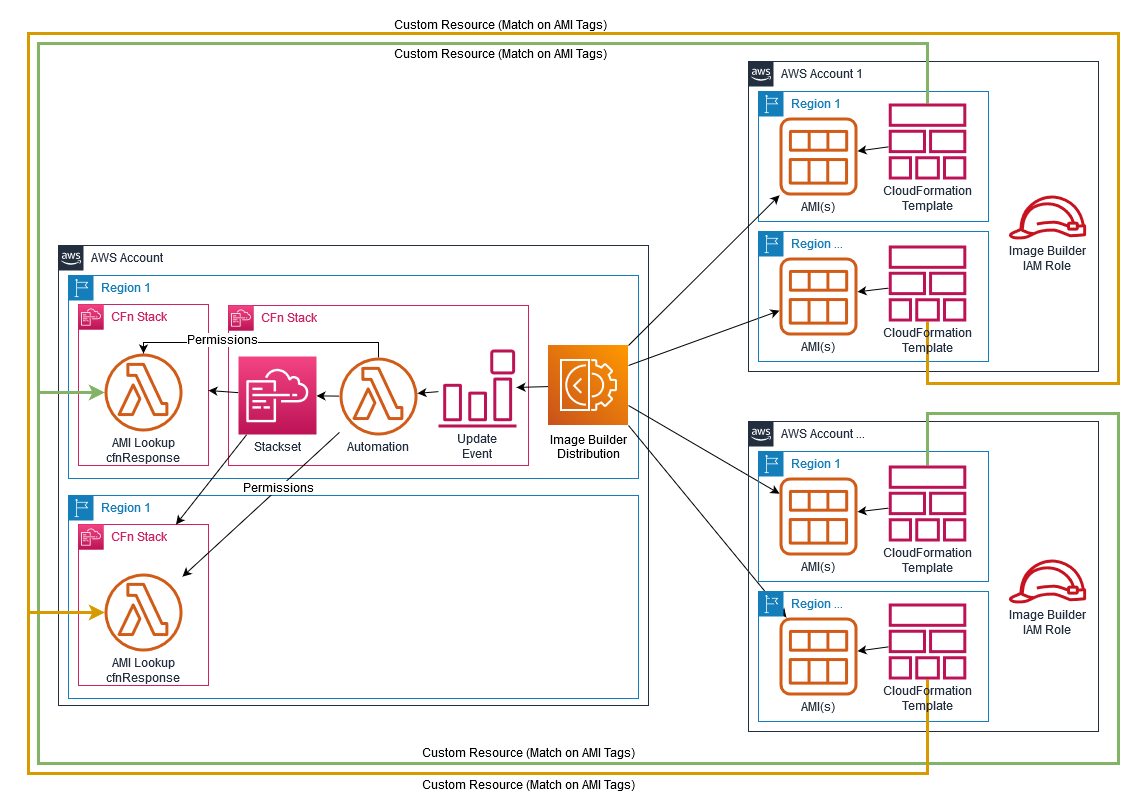 Custom Resource (Match on AMI Tags)
Custom Resource (Match on AMI Tags)
aws
AWS Account 1
Region 1
AMI(s)
CloudFormation
Template
Region ...
AMI(s)
CloudFormation
Template
Image Builder
IAM Role
aws
AWS Account
Region 1
CFn Stack
AMI Lookup
cfnResponse
CFn Stack
Permissions
Stackset
Automation
Update
Event
Image Builder
Distribution
Permissions
Region 1
CFn Stack
AMI Lookup
cfnResponse
aws
AWS Account ...
Region 1
AMI(s)
CloudFormation
Template
Region ...
AMI(s)
CloudFormation
Template
Image Builder
IAM Role
Custom Resource (Match on AMI Tags)
Custom Resource (Match on AMI Tags)